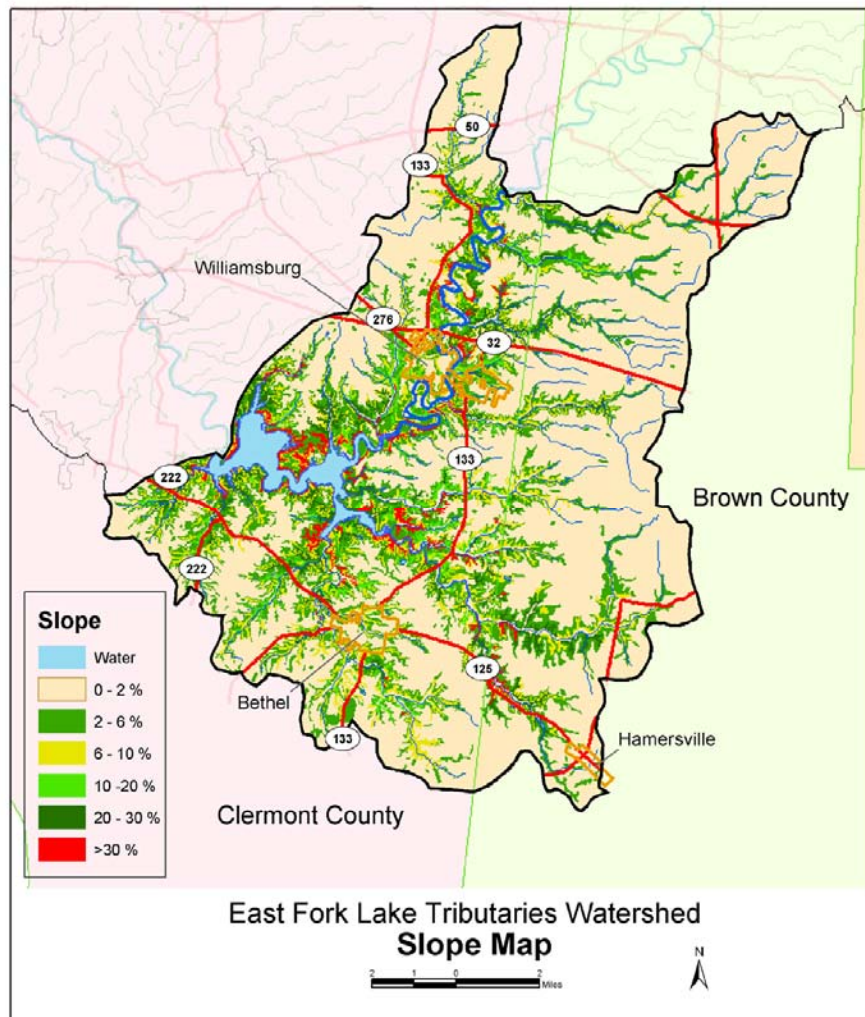 50
133
Williamsburg
276
32
133
222
Brown County
222
Slope
Water
0 - 2 %
2 - 6 %
6 - 10 %
10 -20 %
20 - 30 %
>30 %
Bethel
125
133
Hamersville
Clermont County
East Fork Lake Tributaries Watershed
Slope Map
N
2 1 0 2
Miles